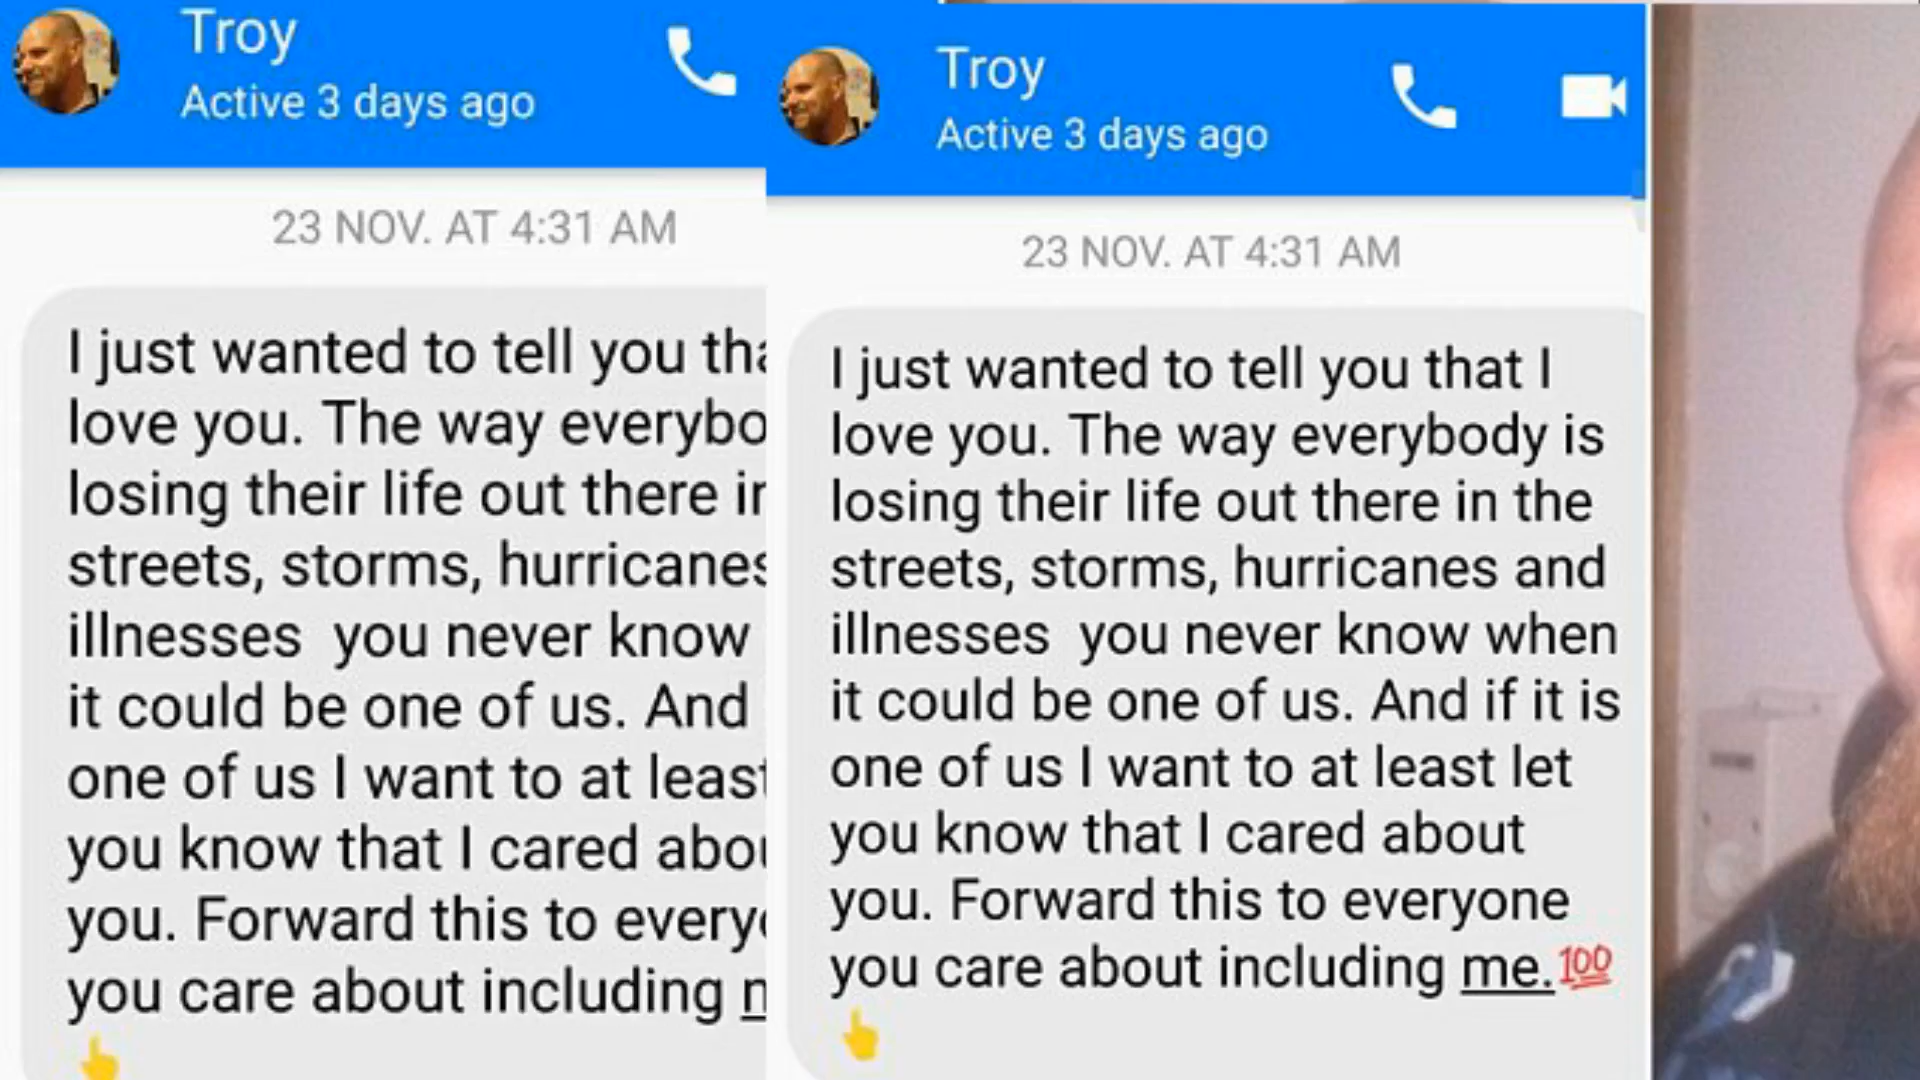 Troy
Active 3 days ago
23 NOV. AT 4:31 AM
I just wanted to tell you
love you. The way
losing their life out there
streets, storms, hurricanes
illnesses  you never know
it could be one of us. And
one of us I want to at least
you know that I cared
you. Forward this to
you care about including
👆
Troy
Active 3 days ago
23 NOV. AT 4:31 AM
I just wanted to tell you that I
love you. The way everybody is
losing their life out there in the
streets, storms, hurricanes and
illnesses  you never know when
it could be one of us. And if it is
one of us I want to at least let
you know that I cared about
you. Forward this to everyone
you care about including me.💯
👆